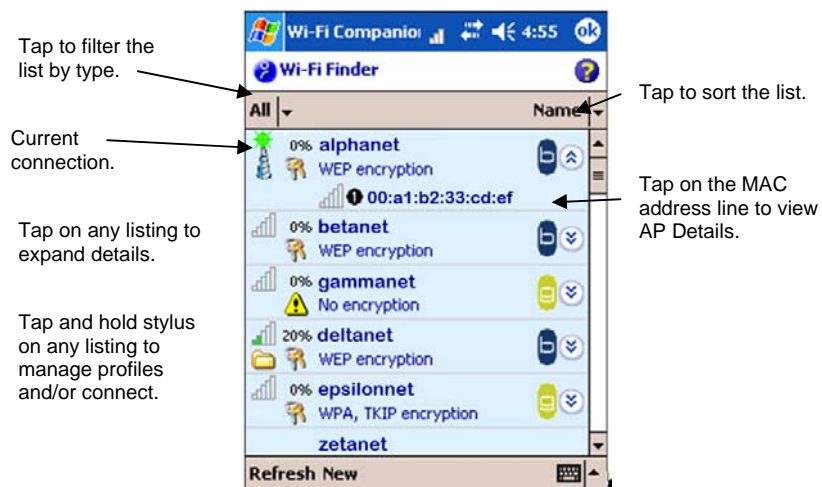 Tap to filter the
list by type.
Current
connection.
Tap on any listing to
expand details.
Tap and hold stylus
on any listing to
manage profiles
and/or connect.
Wi-Fi Companio 4:55 ok
Wi-Fi Finder ?
All Name
0% alphanet b
WEP encryption
1 00:a1:b2:33:cd:ef
0% betanet b
WEP encryption
0% gammanet g
No encryption
20% deltanet b
WEP encryption
0% epsilonnet g
WPA, TKIP encryption
zetanet
Refresh New
Tap to sort the list.
Tap on the MAC
address line to view
AP Details.